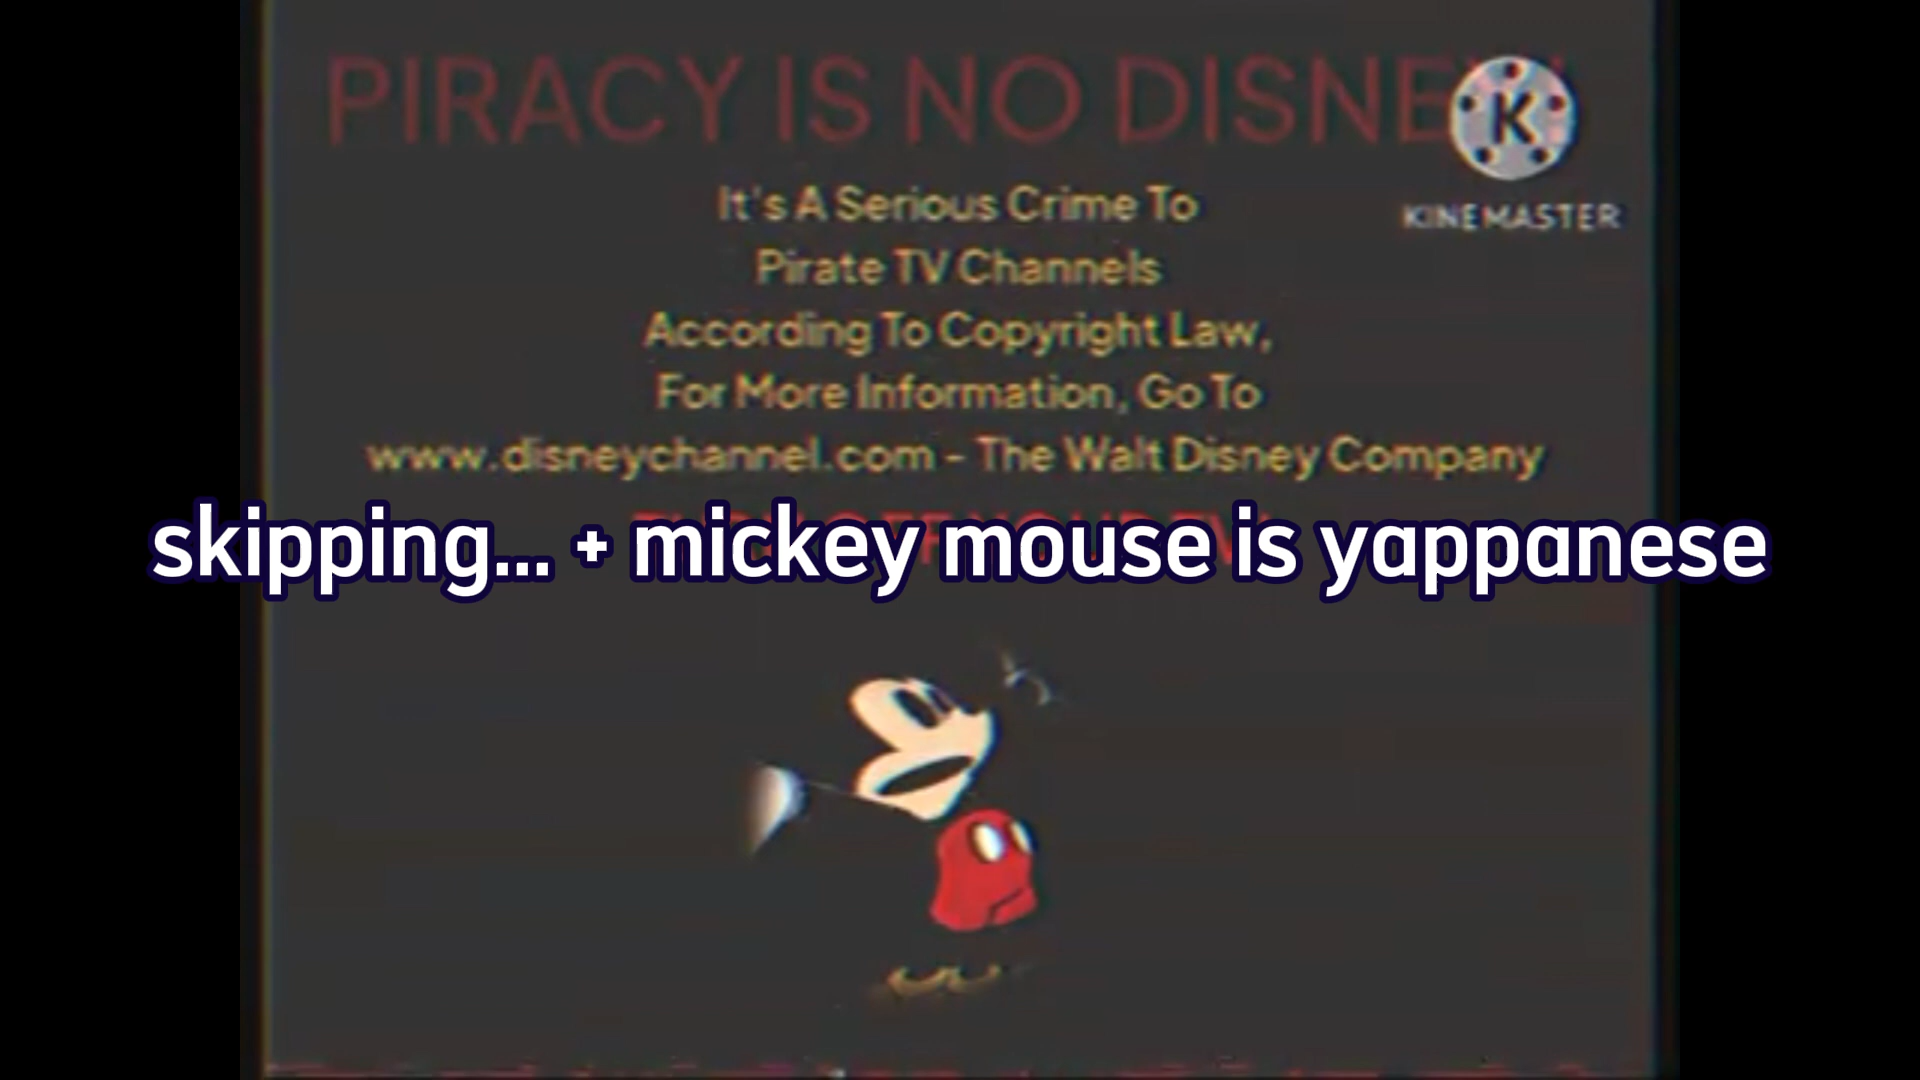 PIRACY IS NO DISNEY
K
KINEMASTER
It's A Serious Crime To
Pirate TV Channels
According To Copyright Law,
For More Information, Go To
www.disneychannel.com - The Walt Disney Company
skipping... + mickey mouse is yappanese